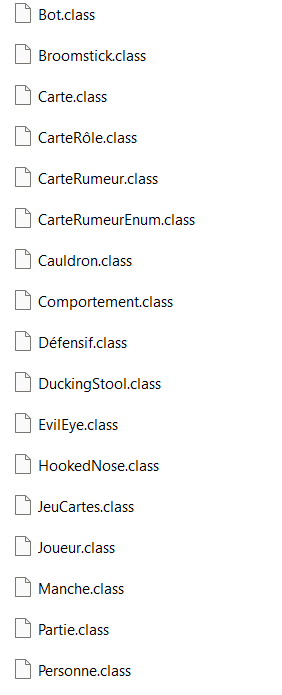 Bot.class
Broomstick.class
Carte.class
CarteRôle.class
CarteRumeur.class
CarteRumeurEnum.class
Cauldron.class
Comportement.class
Défensif.class
DuckingStool.class
EvilEye.class
HookedNose.class
JeuCartes.class
Joueur.class
Manche.class
Partie.class
Personne.class